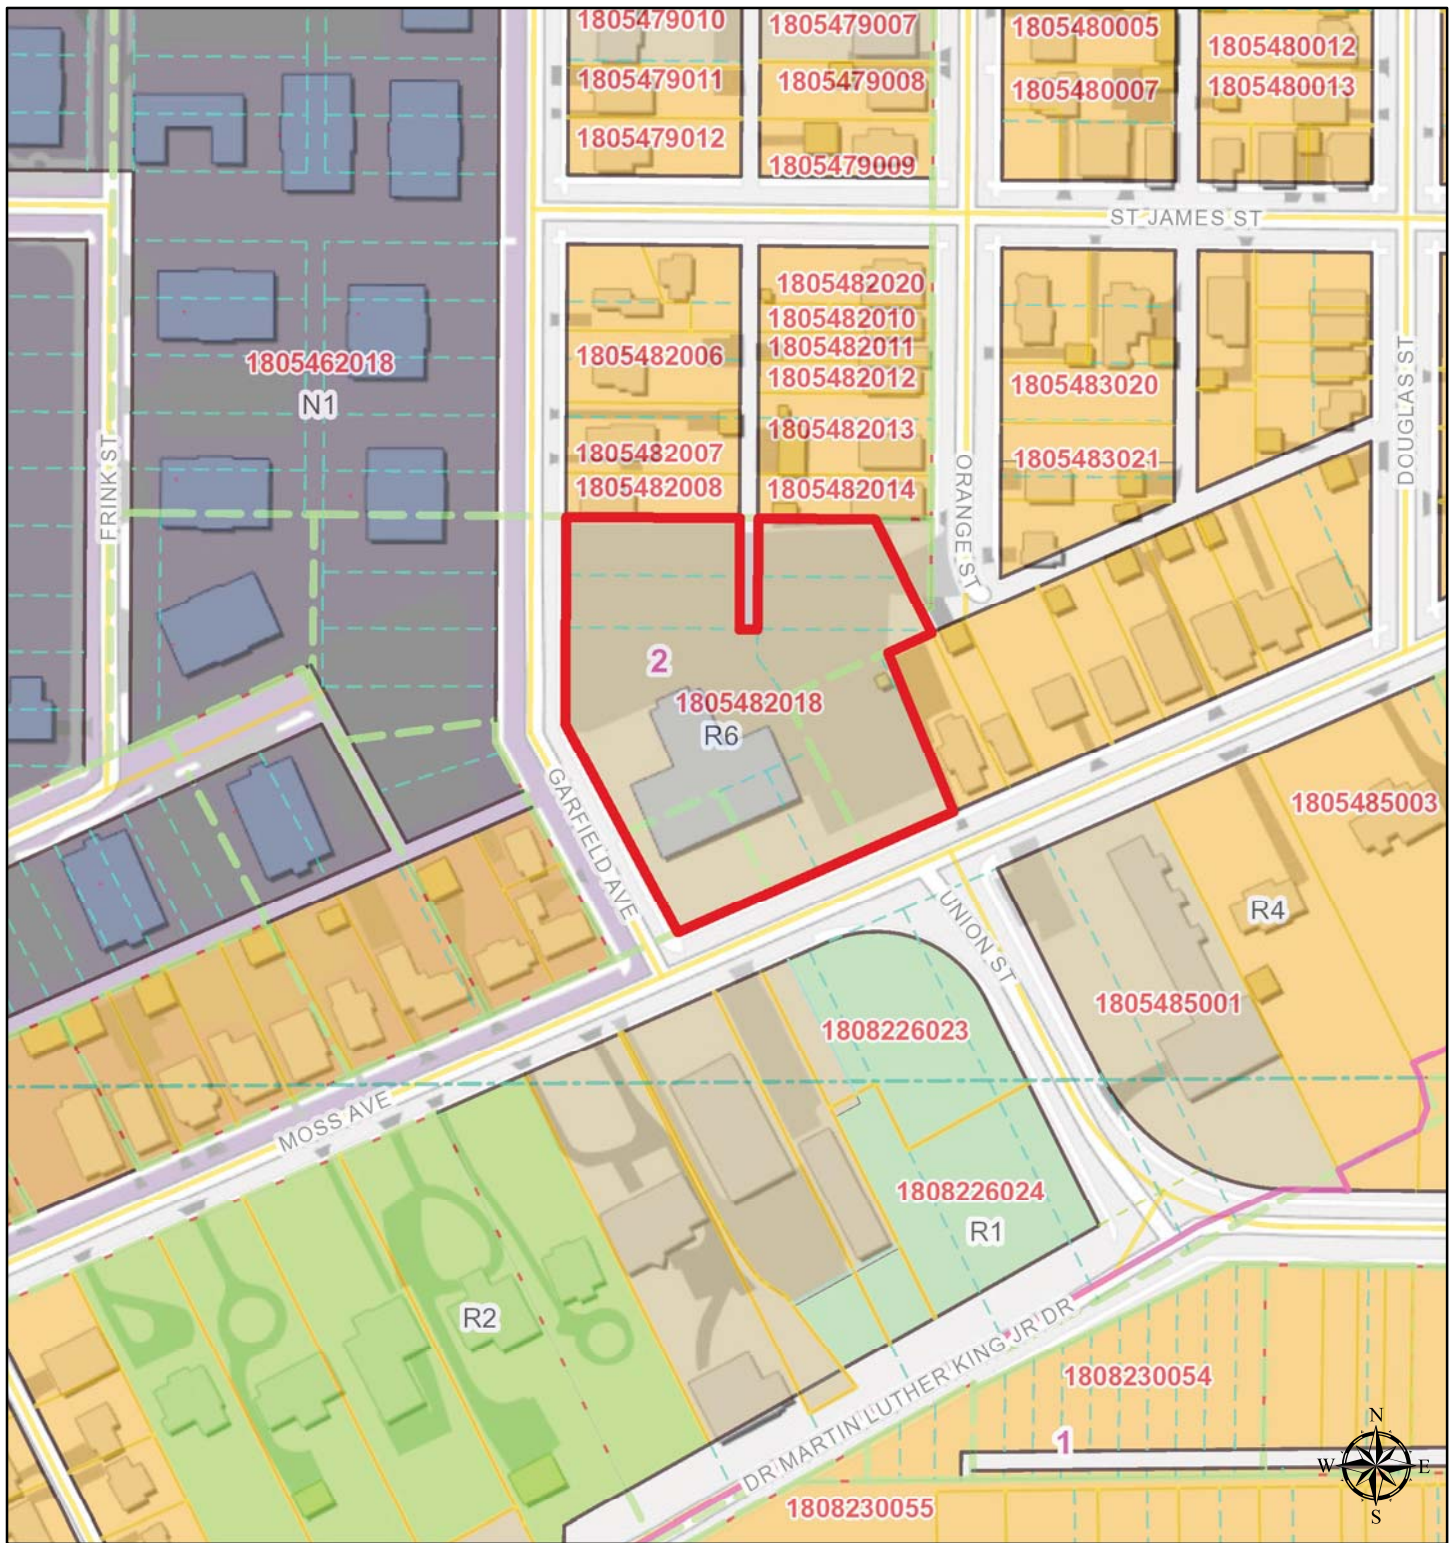 1805479010
1805479007
1805480005
1805480012
1805479011
1805479008
1805480007
1805480013
1805479012
1805479009
ST JAMES ST
1805482020
1805482010
1805482006
1805482011
1805462018
1805482012
1805483020
N1
DOUGLAS ST
1805482013
1805482007
1805483021
FRINK ST
1805482008
1805482014
ORANGE ST
2
1805482018
R6
GARFIELD AVE
1805485003
UNION ST
R4
1805485001
1808226023
MOSS AVE
1808226024
R1
R2
DR MARTIN LUTHER KING JR DR
1808230054
1
N
W
E
S
1808230055